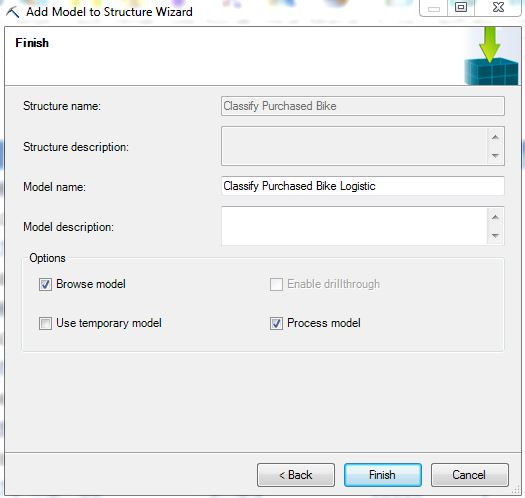 Add Model to Structure Wizard
Finish
Structure name: Classify Purchased Bike
Structure description:
Model name: Classify Purchased Bike Logistic
Model description:
Options
Browse model Enable drillthrough
Use temporary model Process model
< Back Finish Cancel